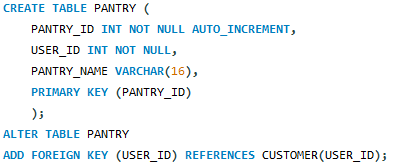 CREATE TABLE PANTRY (
PANTRY_ID INT NOT NULL AUTO_INCREMENT,
USER_ID INT NOT NULL,
PANTRY_NAME VARCHAR(16),
PRIMARY KEY (PANTRY_ID)
);
ALTER TABLE PANTRY
ADD FOREIGN KEY (USER_ID) REFERENCES CUSTOMER(USER_ID);